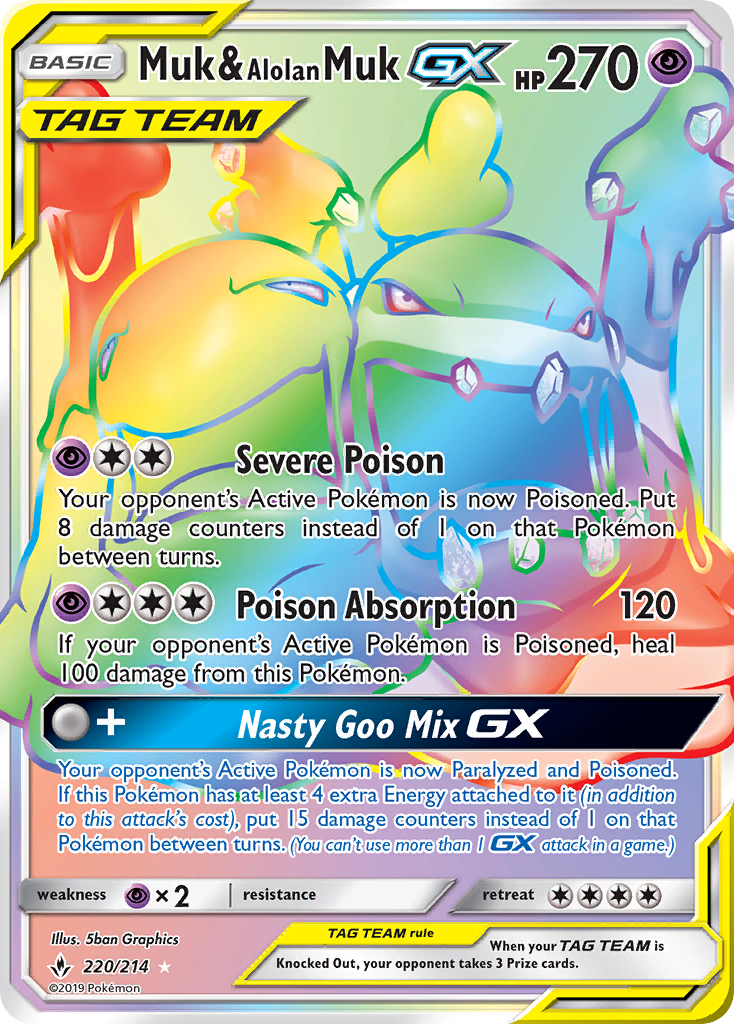 BASIC Muk & Alolan Muk GX HP 270
TAG TEAM
Severe Poison
Your opponent's Active Pokémon is now Poisoned. Put
8 damage counters instead of 1 on that Pokémon
between turns.
Poison Absorption 120
If your opponent's Active Pokémon is Poisoned, heal
100 damage from this Pokémon.
+ Nasty Goo Mix GX
Your opponent's Active Pokémon is now Paralyzed and Poisoned.
If this Pokémon has at least 4 extra Energy attached to it (in addition
to this attack's cost), put 15 damage counters instead of 1 on that
Pokémon between turns. (You can't use more than 1 GX attack in a game.)
weakness × 2 resistance retreat
Illus. 5ban Graphics
220/214
©2019 Pokémon
TAG TEAM rule
When your TAG TEAM is
Knocked Out, your opponent takes 3 Prize cards.